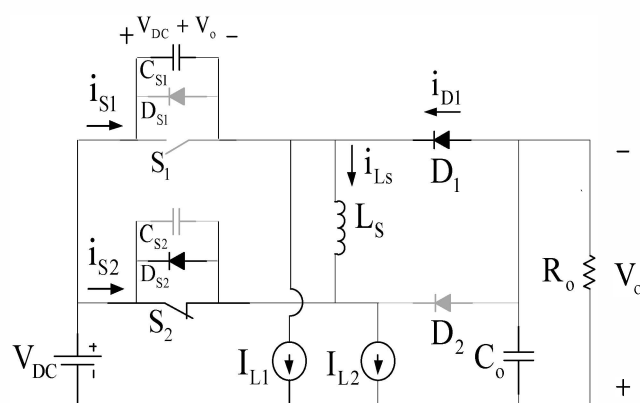 + V_DC + V_o −
C_S1
i_S1
D_S1
S_1
i_D1
D_1
−
i_Ls
L_S
C_S2
i_S2
D_S2
S_2
R_o
V_o
D_2
V_DC
+
-
I_L1
I_L2
C_o
+